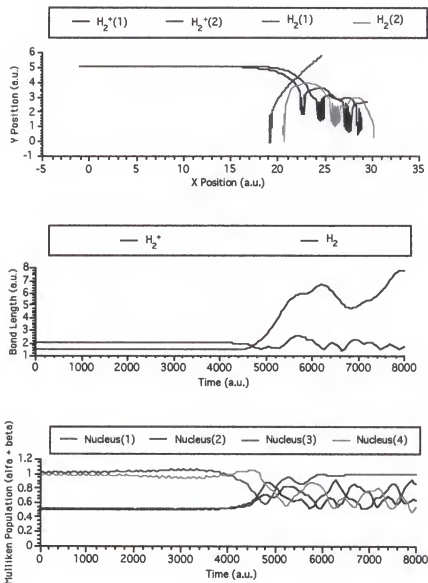 H2+(1) H2+(2) H2(1) H2(2)
Y Position (a.u.)
6
5
4
3
2
1
0
-1
-5 0 5 10 15 20 25 30 35
X Position (a.u.)
H2+ H2
Bond Length (a.u.)
8
7
6
5
4
3
2
1
0 1000 2000 3000 4000 5000 6000 7000 8000
Time (a.u.)
Nucleus(1) Nucleus(2) Nucleus(3) Nucleus(4)
Mulliken Population (alfa + beta)
1.2
1
0.8
0.6
0.4
0.2
0
0 1000 2000 3000 4000 5000 6000 7000 8000
Time (a.u.)